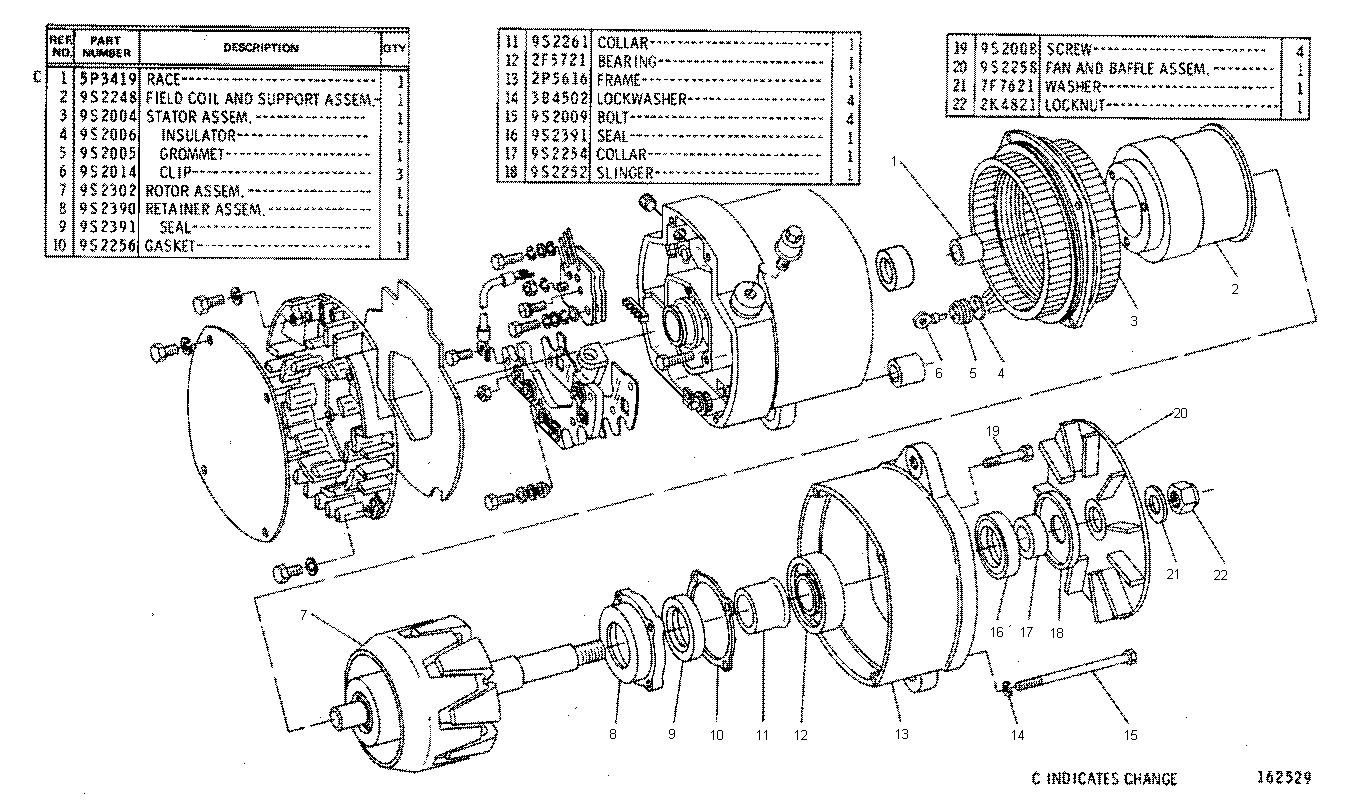 REF. NO. PART NUMBER DESCRIPTION QTY
C 1 5P3419 RACE 1
2 9S2248 FIELD COIL AND SUPPORT ASSEM. 1
3 9S2004 STATOR ASSEM. 1
4 9S2006 INSULATOR 1
5 9S2005 GROMMET 1
6 9S2014 CLIP 3
7 9S2302 ROTOR ASSEM. 1
8 9S2390 RETAINER ASSEM. 1
9 9S2391 SEAL 1
10 9S2256 GASKET 1
11 9S2261 COLLAR 1
12 2F5721 BEARING 1
13 2P5616 FRAME 1
14 3B4502 LOCKWASHER 4
15 9S2009 BOLT 4
16 9S2391 SEAL 1
17 9S2254 COLLAR 1
18 9S2252 SLINGER 1
19 9S2008 SCREW 4
20 9S2258 FAN AND BAFFLE ASSEM. 1
21 7F7621 WASHER 1
22 2K4821 LOCKNUT 1
1
2
3
6 5 4
20
19
21 22
16 17 18
7
8 9 10 11 12 13 14 15
C INDICATES CHANGE 162529